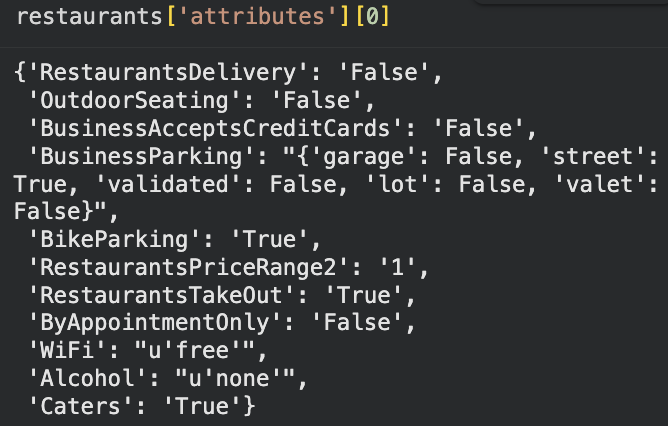 restaurants['attributes'][0]
{'RestaurantsDelivery': 'False',
'OutdoorSeating': 'False',
'BusinessAcceptsCreditCards': 'False',
'BusinessParking': "{'garage': False, 'street':
True, 'validated': False, 'lot': False, 'valet':
False}",
'BikeParking': 'True',
'RestaurantsPriceRange2': '1',
'RestaurantsTakeOut': 'True',
'ByAppointmentOnly': 'False',
'WiFi': "u'free'",
'Alcohol': "u'none'",
'Caters': 'True'}